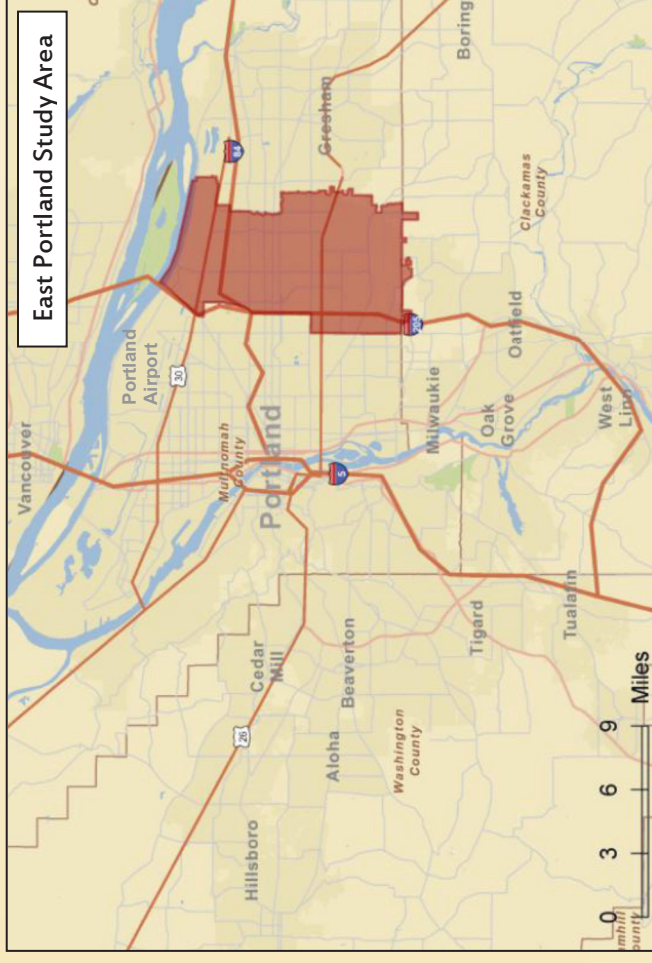 East Portland Study Area
Vancouver
Portland
Airport
30
84
Gresham
Boring
Multnomah
County
Portland
5
205
Clackamas
County
Milwaukie
Oak
Grove
Oatfield
West
Linn
Cedar
Mill
26
Beaverton
Aloha
Hillsboro
Washington
County
Tigard
Tualatin
0 3 6 9
Miles
mhill
ounty